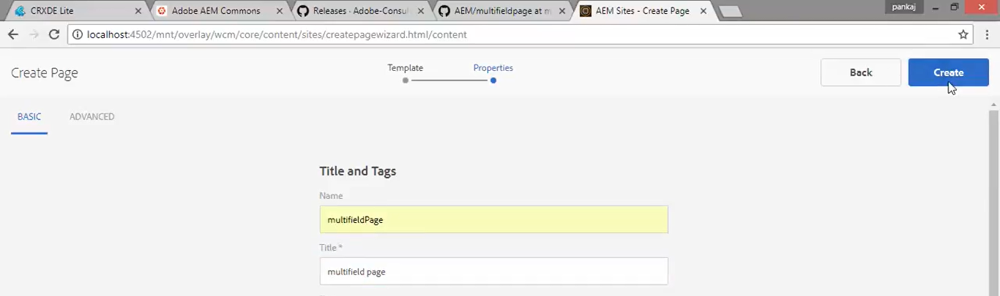 CRXDE Lite
Adobe AEM Commons
Releases · Adobe-Consul
AEM/multifieldpage at m
AEM Sites - Create Page
pankaj
localhost:4502/mnt/overlay/wcm/core/content/sites/createpagewizard.html/content
Create Page
Template
Properties
Back
Create
BASIC
ADVANCED
Title and Tags
Name
multifieldPage
Title *
multifield page